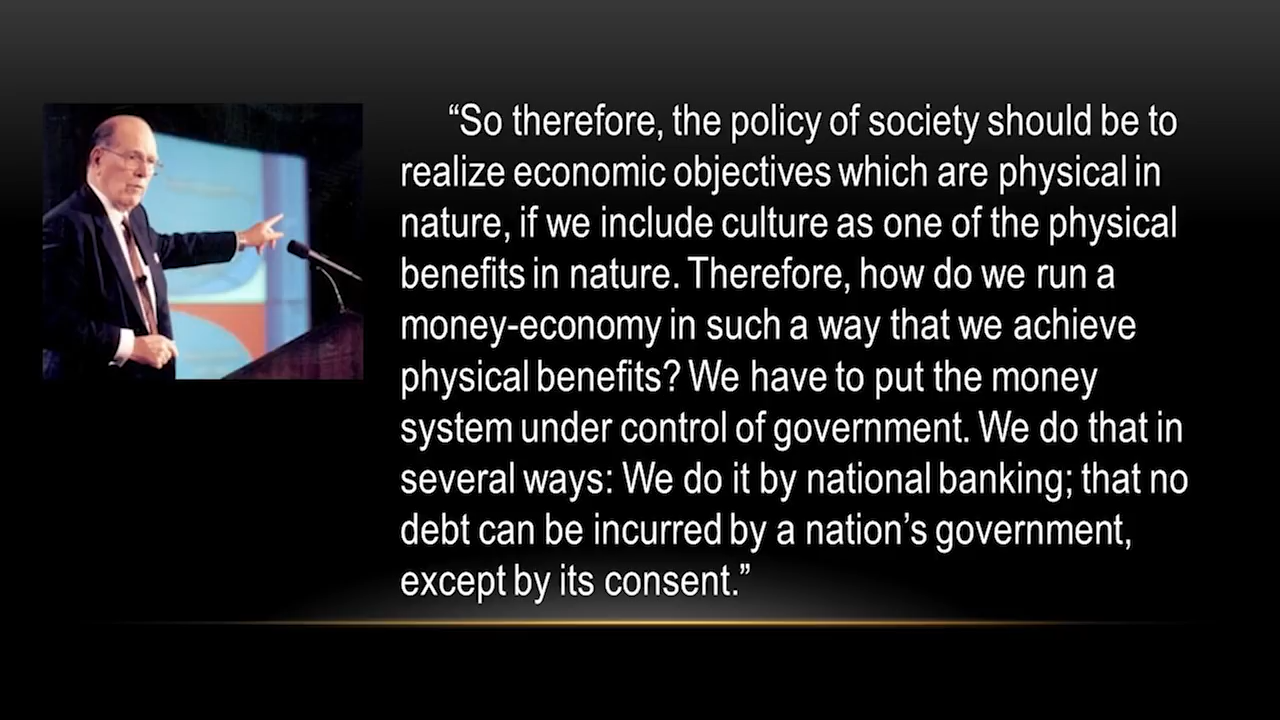 “So therefore, the policy of society should be to
realize economic objectives which are physical in
nature, if we include culture as one of the physical
benefits in nature. Therefore, how do we run a
money-economy in such a way that we achieve
physical benefits? We have to put the money
system under control of government. We do that in
several ways: We do it by national banking; that no
debt can be incurred by a nation’s government,
except by its consent.”